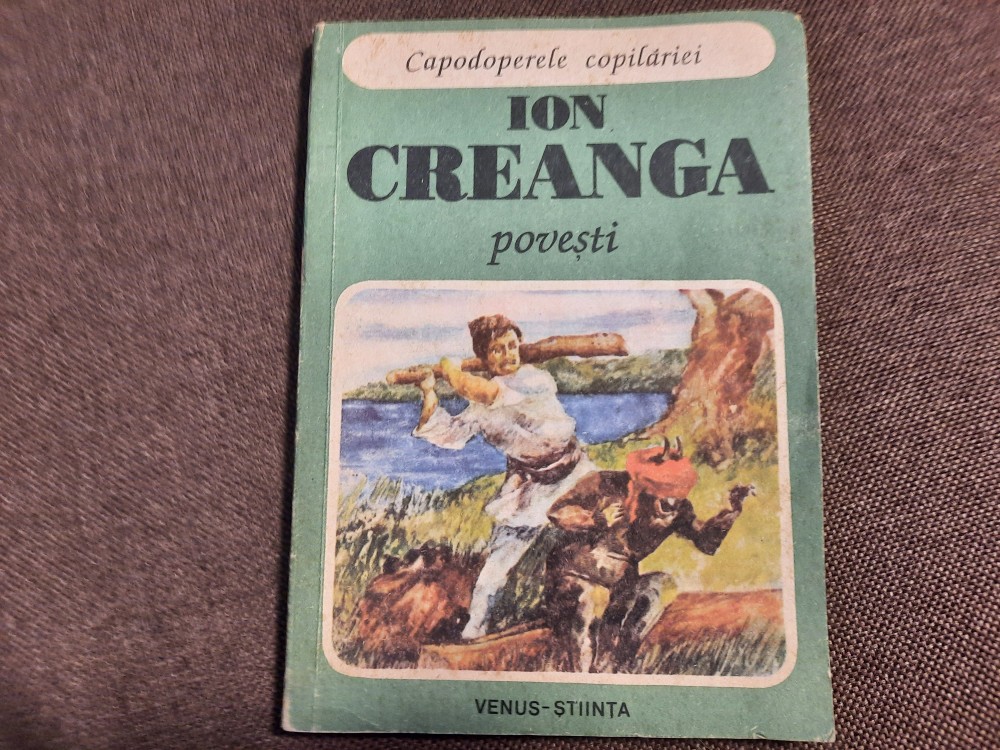 Capodoperele copilăriei
ION
CREANGA
povești
VENUS-ȘTIINȚA